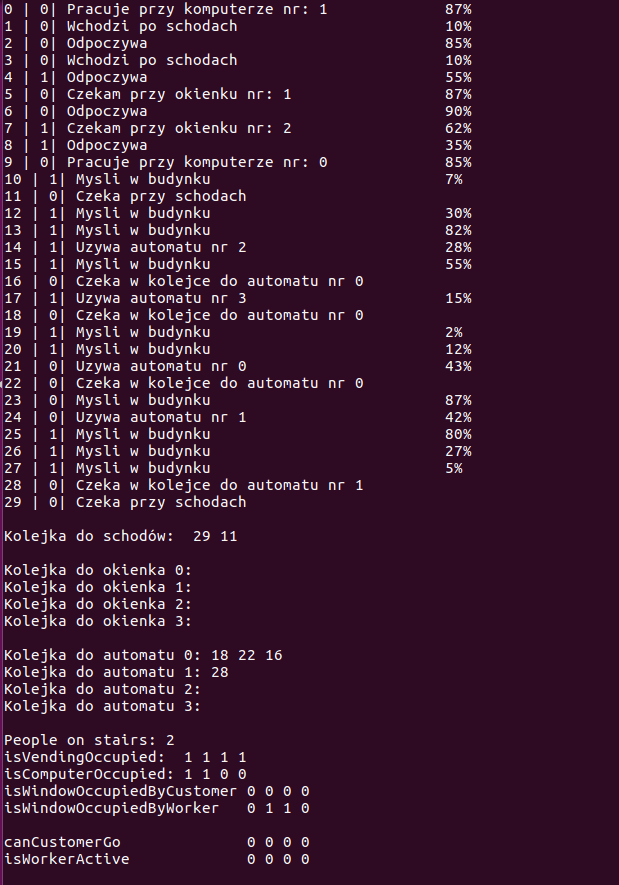 0 | 0| Pracuje przy komputerze nr: 1 87%
1 | 0| Wchodzi po schodach 10%
2 | 0| Odpoczywa 85%
3 | 0| Wchodzi po schodach 10%
4 | 1| Odpoczywa 55%
5 | 0| Czekam przy okienku nr: 1 87%
6 | 0| Odpoczywa 90%
7 | 1| Czekam przy okienku nr: 2 62%
8 | 1| Odpoczywa 35%
9 | 0| Pracuje przy komputerze nr: 0 85%
10 | 1| Mysli w budynku 7%
11 | 0| Czeka przy schodach
12 | 1| Mysli w budynku 30%
13 | 1| Mysli w budynku 82%
14 | 1| Uzywa automatu nr 2 28%
15 | 1| Mysli w budynku 55%
16 | 0| Czeka w kolejce do automatu nr 0
17 | 1| Uzywa automatu nr 3 15%
18 | 0| Czeka w kolejce do automatu nr 0
19 | 1| Mysli w budynku 2%
20 | 1| Mysli w budynku 12%
21 | 0| Uzywa automatu nr 0 43%
22 | 0| Czeka w kolejce do automatu nr 0
23 | 0| Mysli w budynku 87%
24 | 0| Uzywa automatu nr 1 42%
25 | 1| Mysli w budynku 80%
26 | 1| Mysli w budynku 27%
27 | 1| Mysli w budynku 5%
28 | 0| Czeka w kolejce do automatu nr 1
29 | 0| Czeka przy schodach
Kolejka do schodów: 29 11
Kolejka do okienka 0:
Kolejka do okienka 1:
Kolejka do okienka 2:
Kolejka do okienka 3:
Kolejka do automatu 0: 18 22 16
Kolejka do automatu 1: 28
Kolejka do automatu 2:
Kolejka do automatu 3:
People on stairs: 2
isVendingOccupied: 1 1 1 1
isComputerOccupied: 1 1 0 0
isWindowOccupiedByCustomer 0 0 0 0
isWindowOccupiedByWorker 0 1 1 0
canCustomerGo 0 0 0 0
isWorkerActive 0 0 0 0